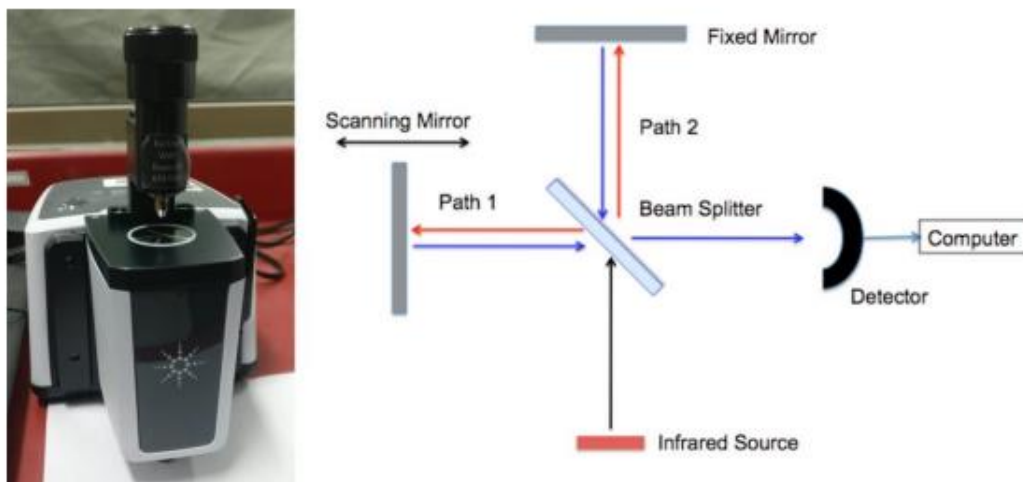 Fixed Mirror
Scanning Mirror
Path 2
Path 1
Beam Splitter
Computer
Detector
Infrared Source